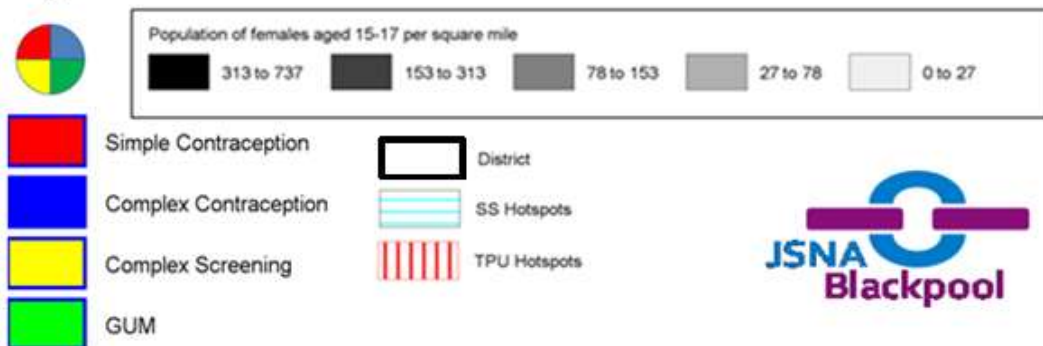 Population of females aged 15-17 per square mile
313 to 737 153 to 313 78 to 153 27 to 78 0 to 27
Simple Contraception
District
Complex Contraception
SS Hotspots
Complex Screening
TPU Hotspots
GUM
JSNA
Blackpool